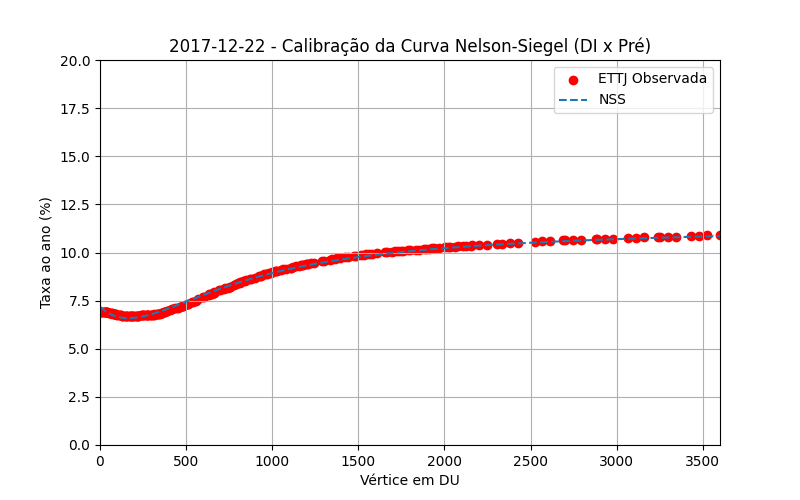 2017-12-22 - Calibração da Curva Nelson-Siegel (DI x Pré)
ETTJ Observada
NSS
Taxa ao ano (%)
20.0
17.5
15.0
12.5
10.0
7.5
5.0
2.5
0.0
0 500 1000 1500 2000 2500 3000 3500
Vértice em DU